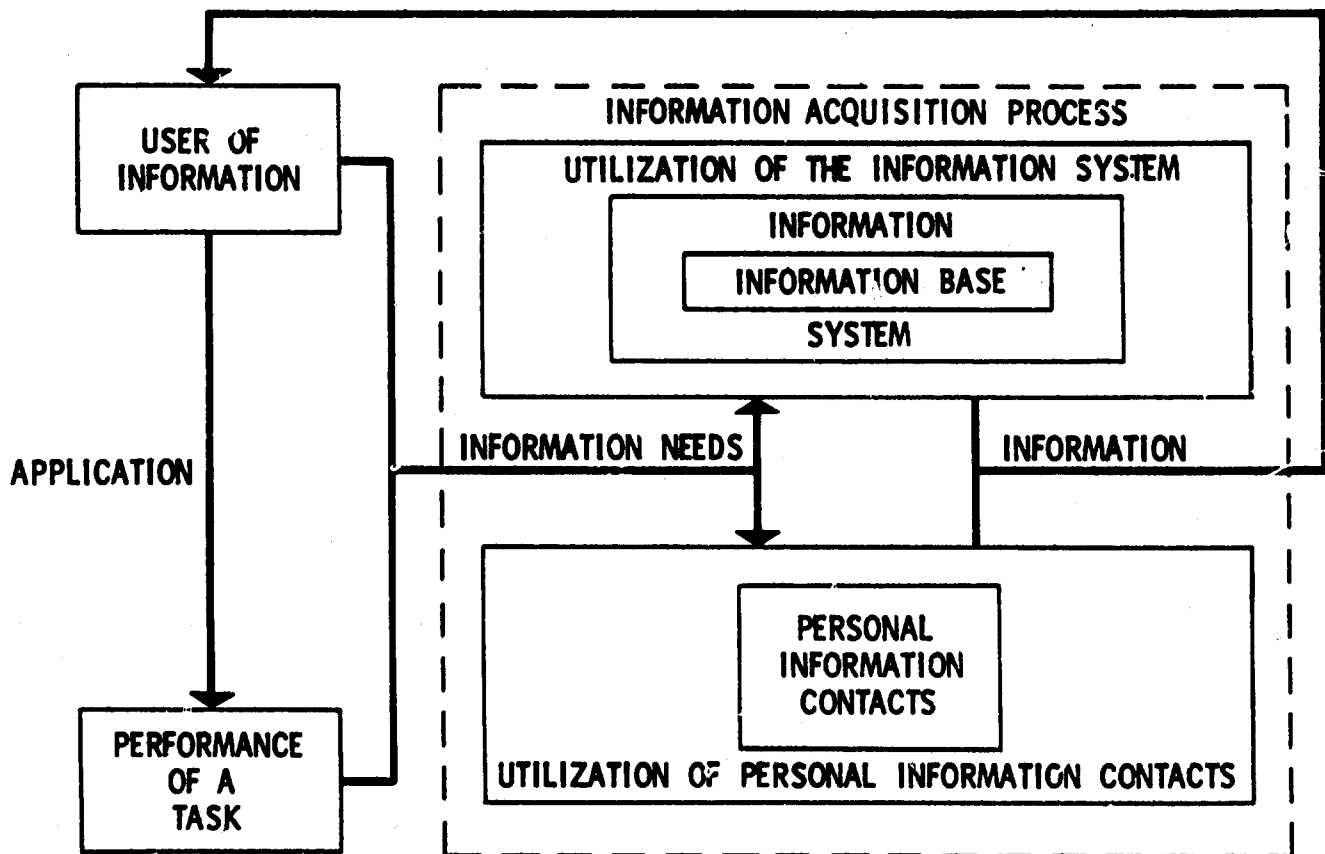 USER OF
INFORMATION
INFORMATION ACQUISITION PROCESS
UTILIZATION OF THE INFORMATION SYSTEM
INFORMATION
INFORMATION BASE
SYSTEM
APPLICATION
INFORMATION NEEDS
INFORMATION
PERSONAL
INFORMATION
CONTACTS
UTILIZATION OF PERSONAL INFORMATION CONTACTS
PERFORMANCE
OF A
TASK